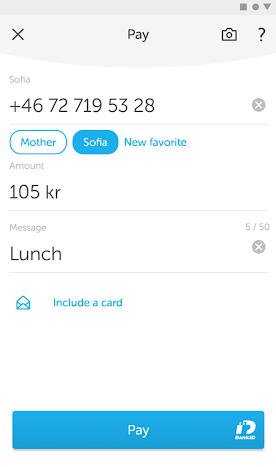 Pay
?
Sofia
+46 72 719 53 28
Mother Sofia New favorite
Amount
105 kr
Message 5 / 50
Lunch
Include a card
Pay
BankID